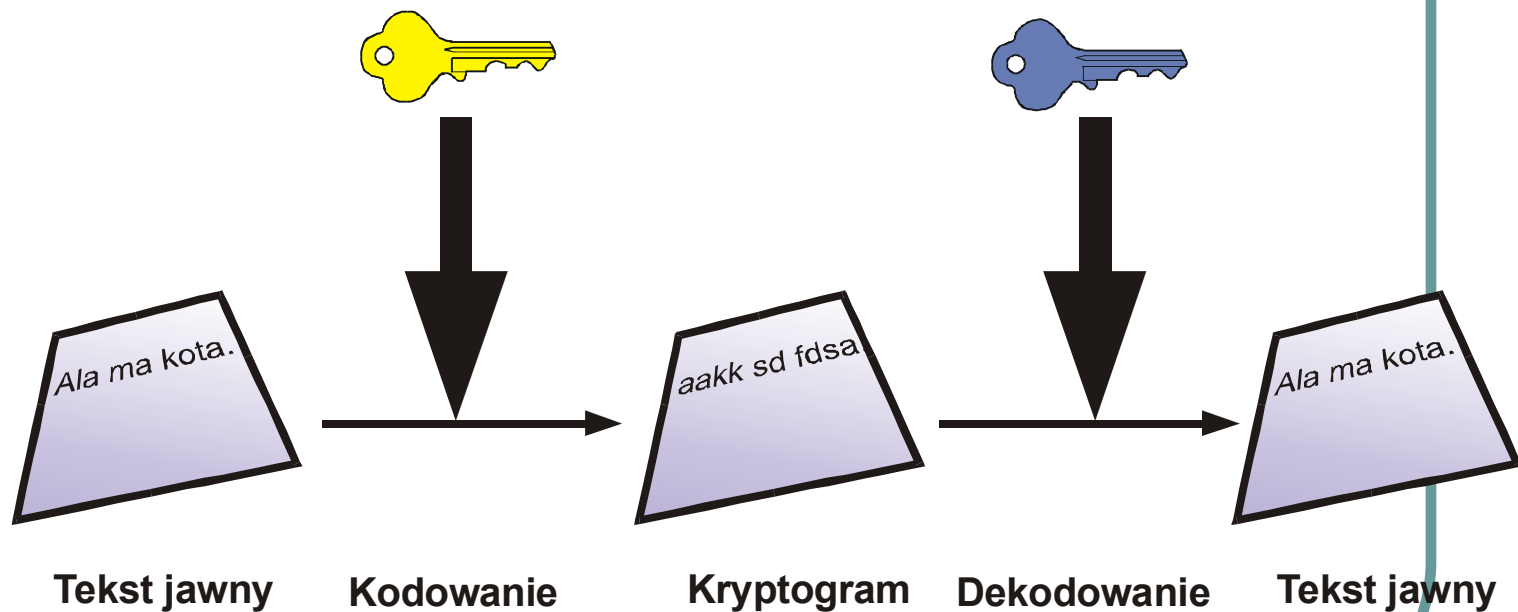 Ala ma kota.
aakk sd fdsa.
Ala ma kota.
Tekst jawny
Kodowanie
Kryptogram
Dekodowanie
Tekst jawny